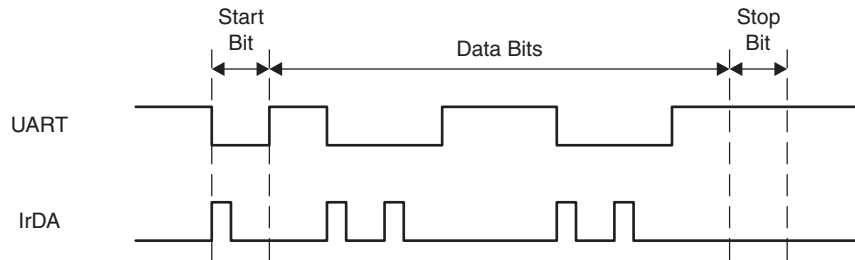 Start
Bit
Data Bits
Stop
Bit
UART
IrDA